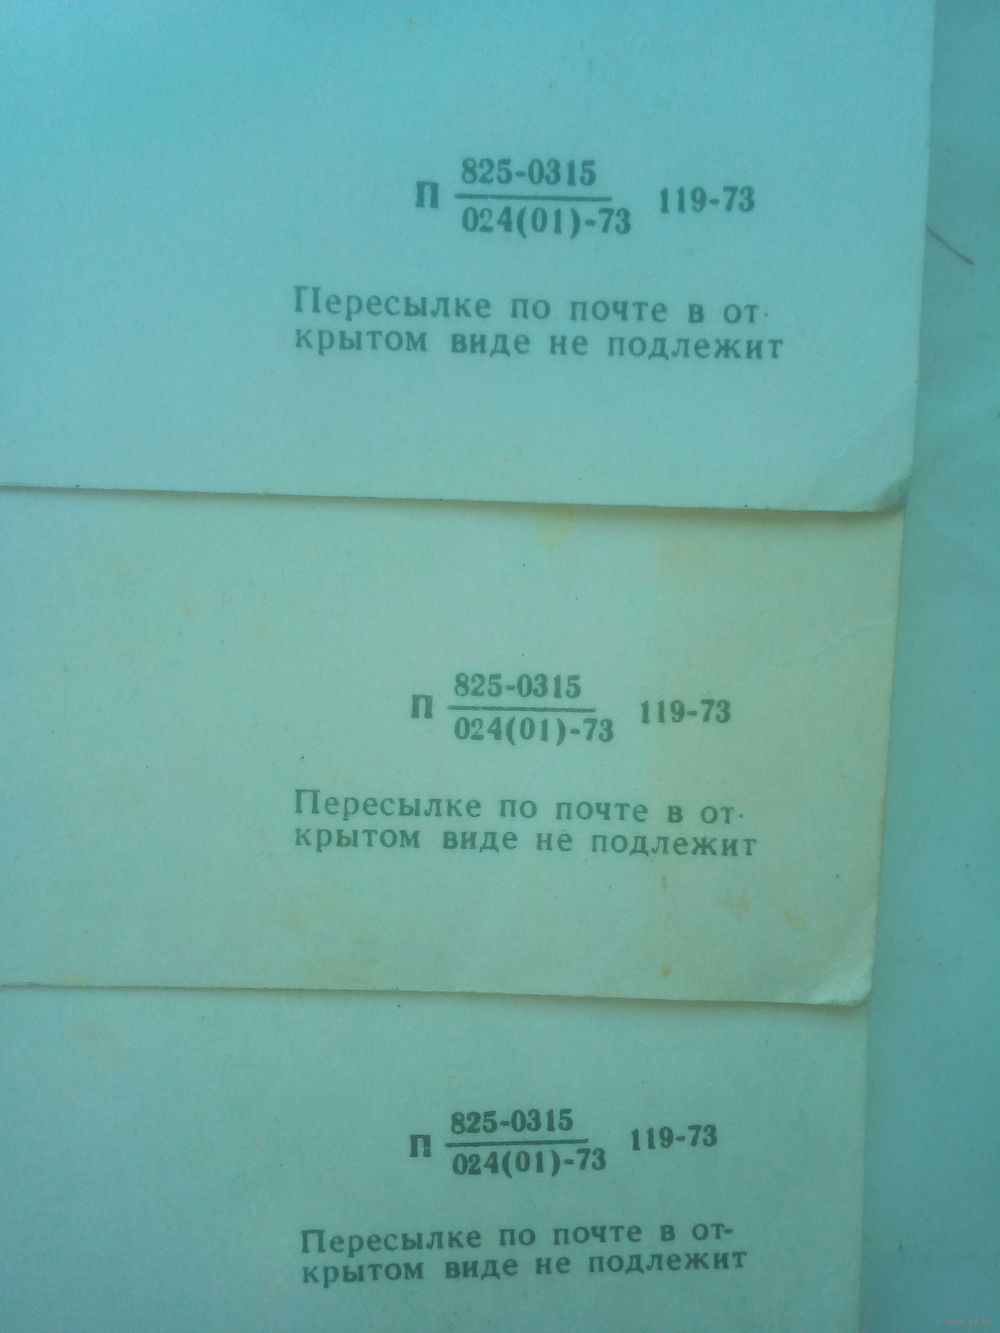 825-0315
П 119-73
024(01)-73
Пересылке по почте в от-
крытом виде не подлежит
825-0315
П 119-73
024(01)-73
Пересылке по почте в от-
крытом виде не подлежит
825-0315
П 119-73
024(01)-73
Пересылке по почте в от-
крытом виде не подлежит